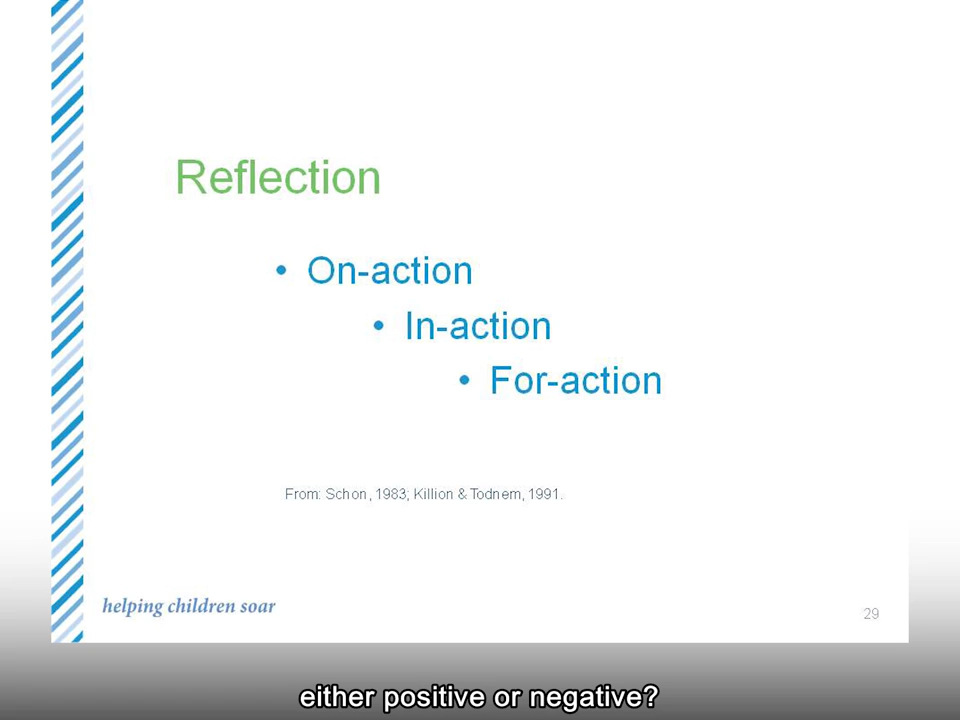 Reflection
• On-action
• In-action
• For-action
From: Schon, 1983; Killion & Todnem, 1991.
helping children soar
29
either positive or negative?